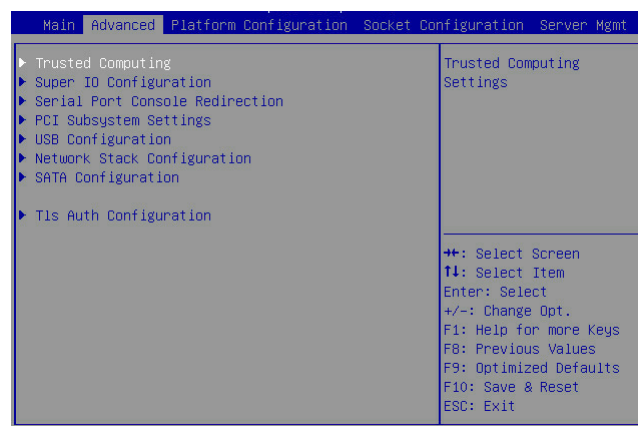 Main Advanced Platform Configuration Socket Configuration Server Mgmt
Trusted Computing
Super IO Configuration
Serial Port Console Redirection
PCI Subsystem Settings
USB Configuration
Network Stack Configuration
SATA Configuration
Tls Auth Configuration
Trusted Computing
Settings
→←: Select Screen
↑↓: Select Item
Enter: Select
+/-: Change Opt.
F1: Help for more Keys
F8: Previous Values
F9: Optimized Defaults
F10: Save & Reset
ESC: Exit